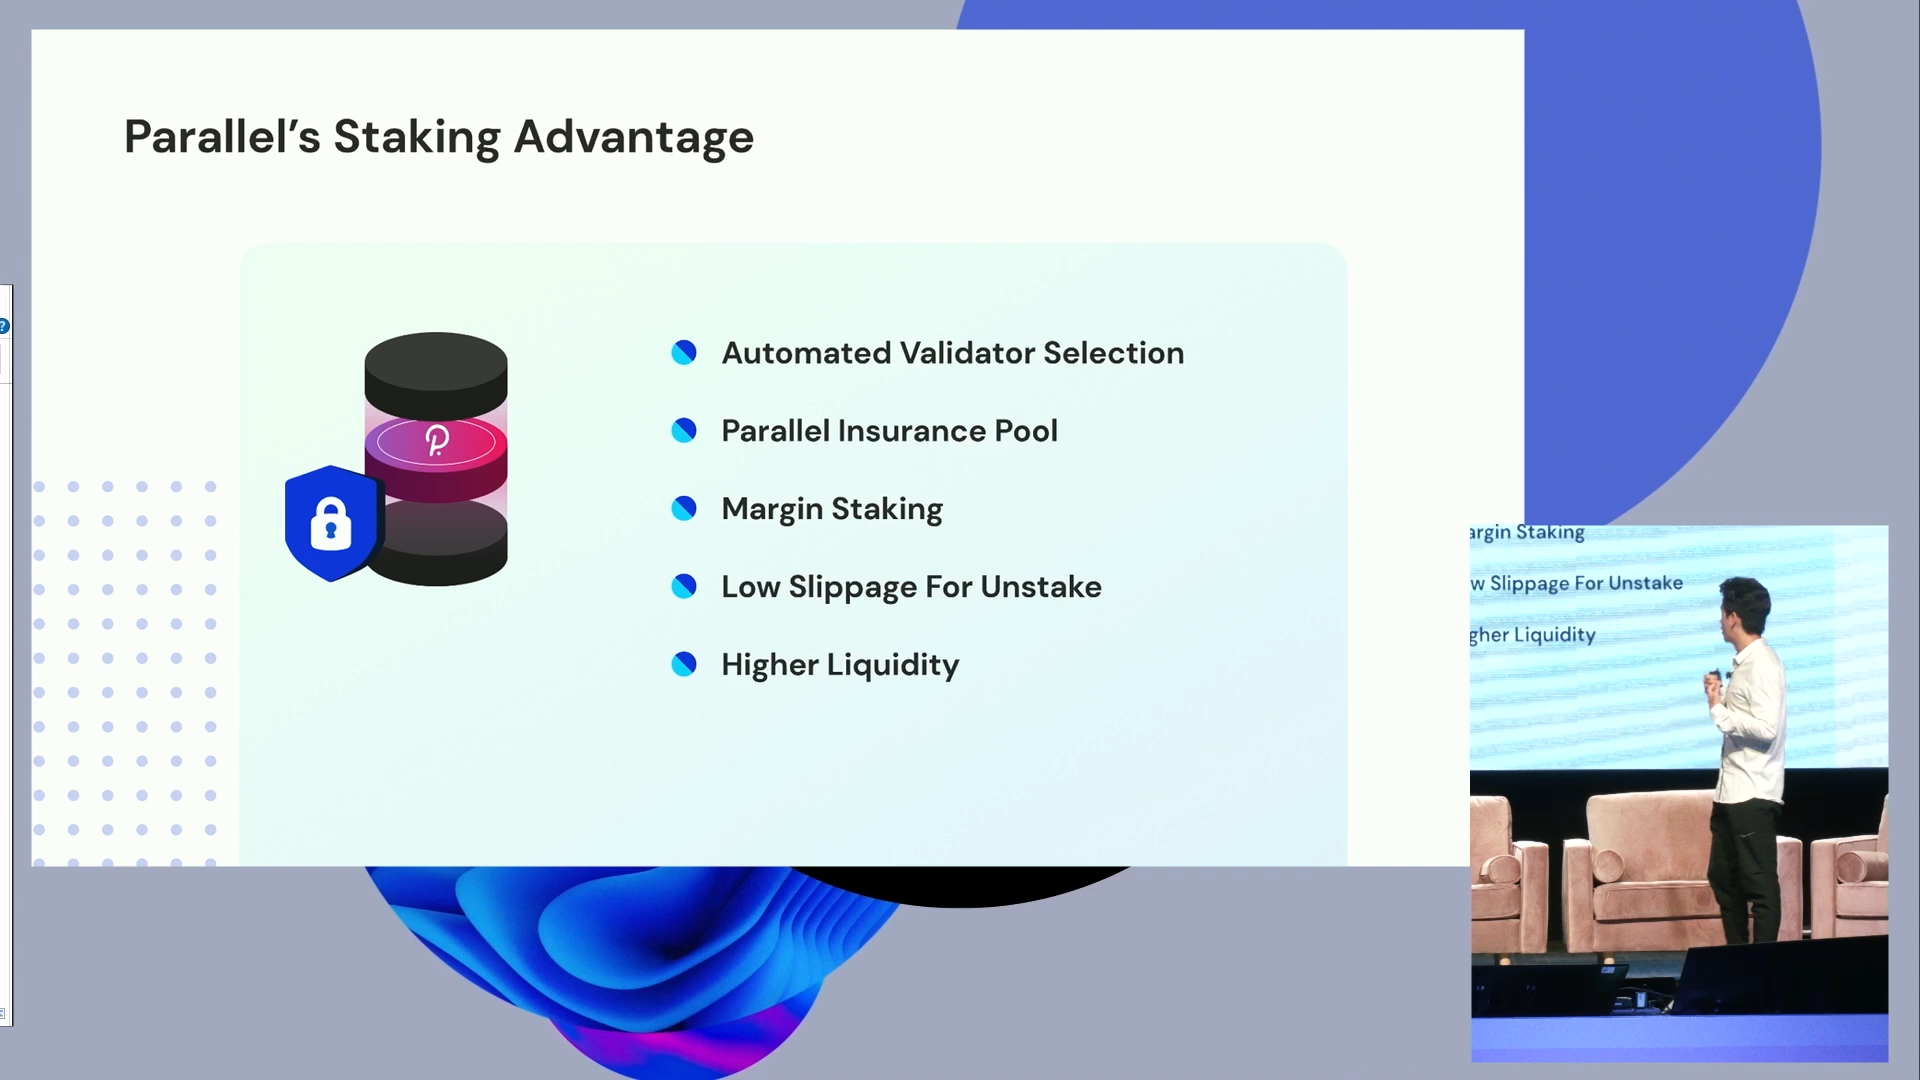 Parallel’s Staking Advantage
Automated Validator Selection
Parallel Insurance Pool
Margin Staking
Low Slippage For Unstake
Higher Liquidity
argin Staking
w Slippage For Unstake
gher Liquidity